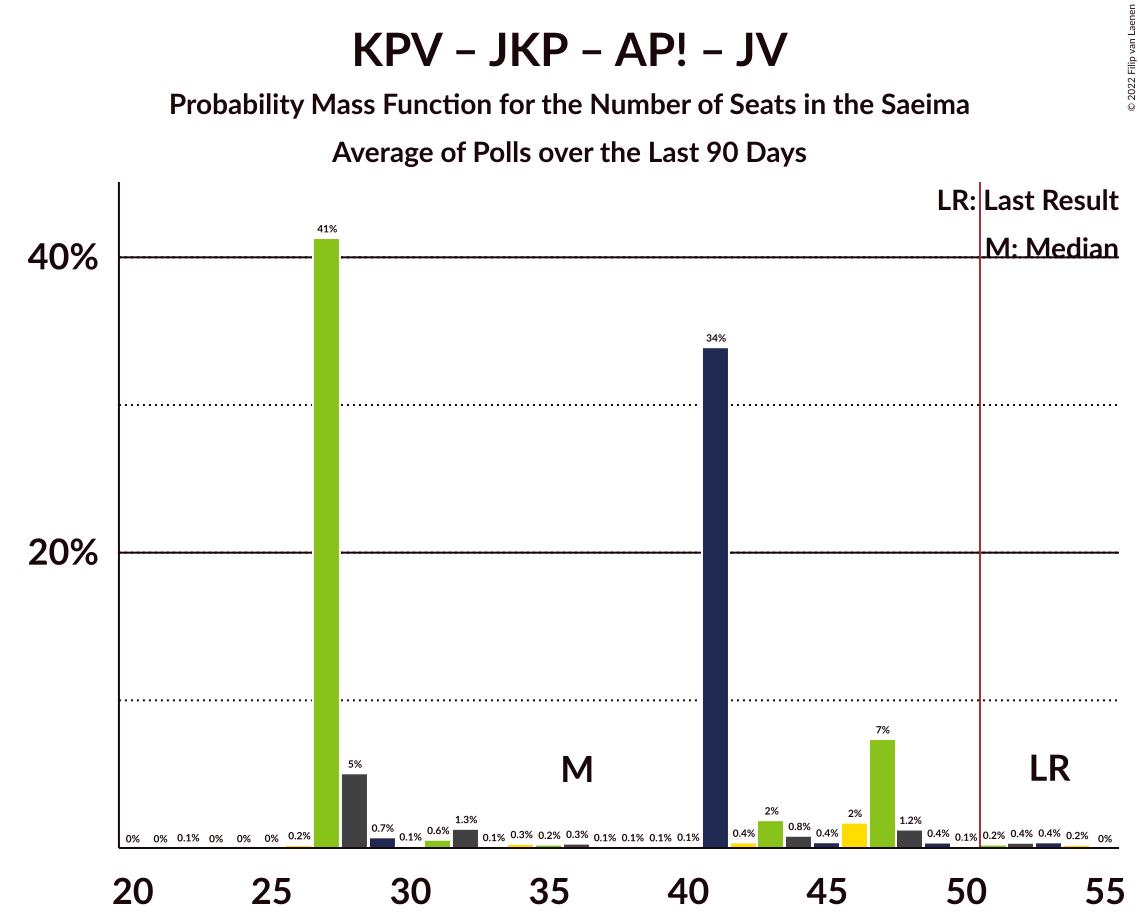 KPV – JKP – AP! – JV
Probability Mass Function for the Number of Seats in the Saeima
Average of Polls over the Last 90 Days
© 2022 Filip van Laenen
LR: Last Result
M: Median
40%
20%
0% 0% 0.1% 0% 0% 0% 0.2% 41% 5% 0.7% 0.1% 0.6% 1.3% 0.1% 0.3% 0.2% 0.3% 0.1% 0.1% 0.1% 0.1% 34% 0.4% 2% 0.8% 0.4% 2% 7% 1.2% 0.4% 0.1% 0.2% 0.4% 0.4% 0.2% 0%
M LR
20 25 30 35 40 45 50 55